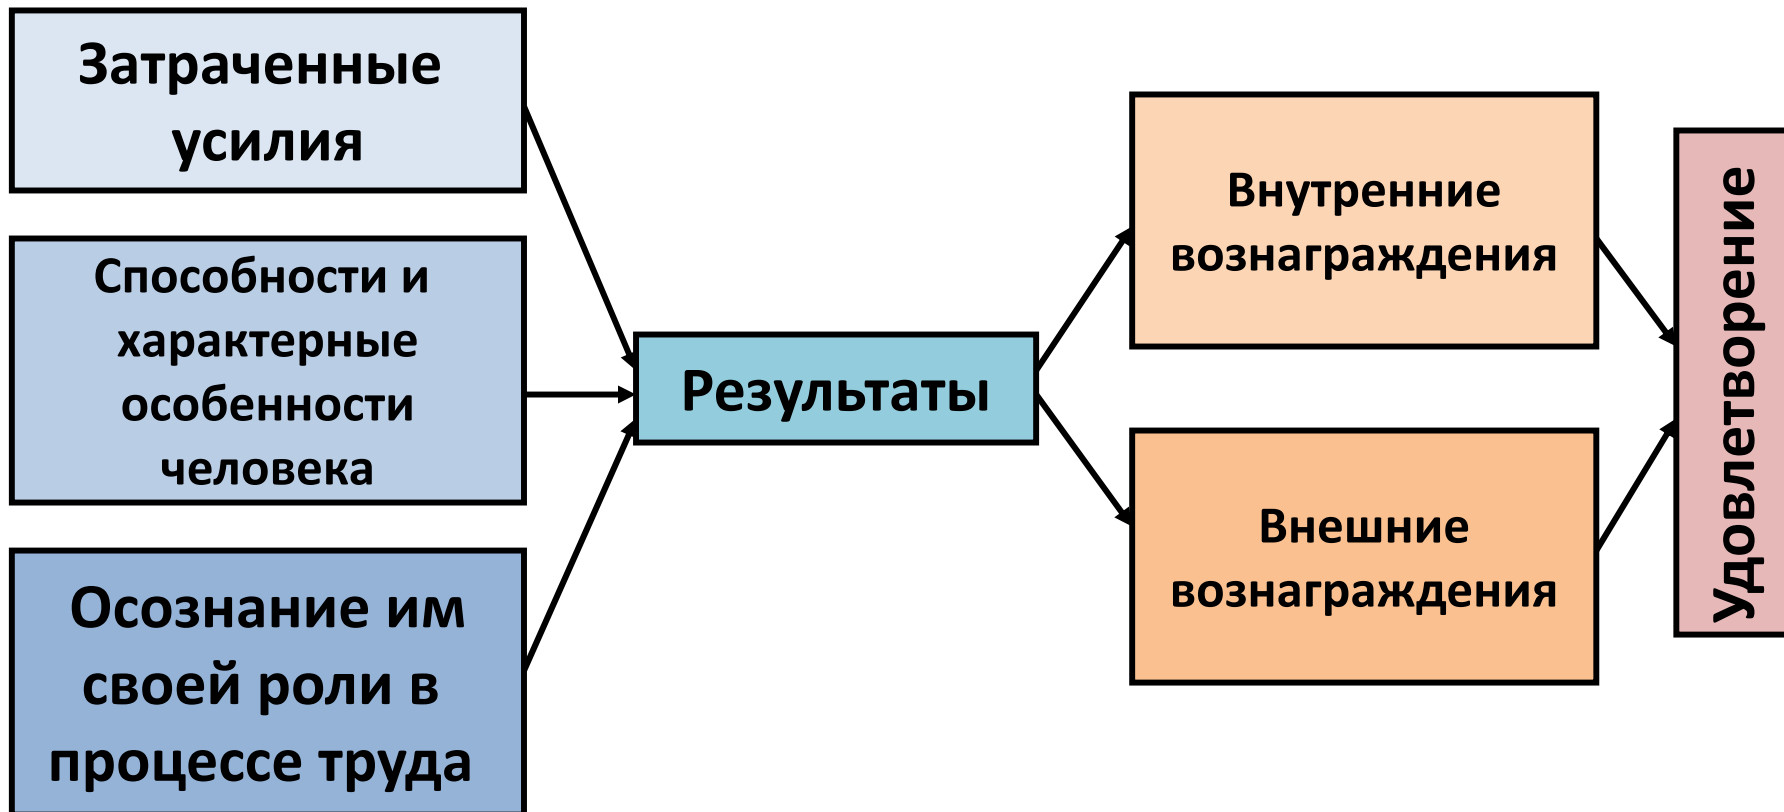 Затраченные
усилия
Способности и
характерные
особенности
человека
Осознание им
своей роли в
процессе труда
Результаты
Внутренние
вознаграждения
Внешние
вознаграждения
Удовлетворение